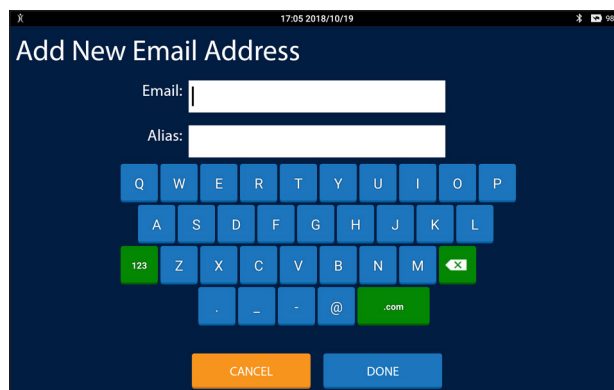 17:05 2018/10/19 98
Add New Email Address
Email:
Alias:
Q W E R T Y U I O P
A S D F G H J K L
123 Z X C V B N M
. _ - @ .com
CANCEL DONE